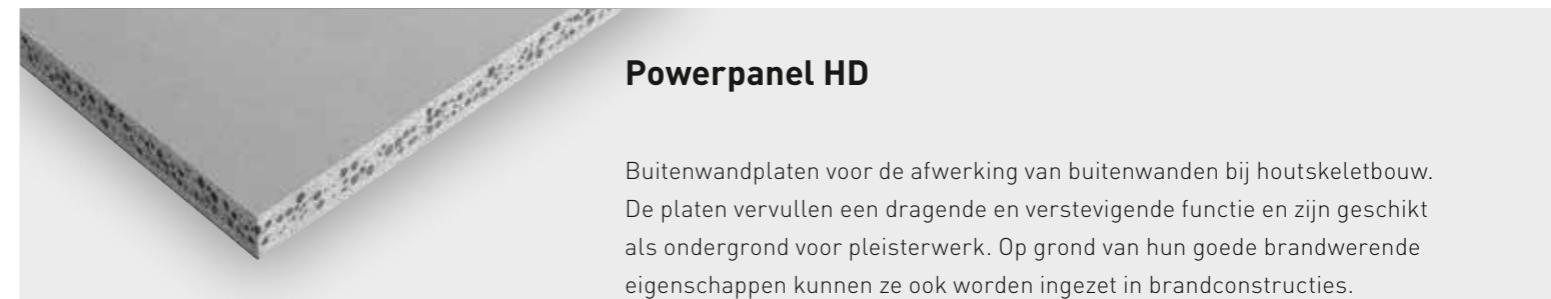 Powerpanel HD
Buitenwandplaten voor de afwerking van buitenwanden bij houtskeletbouw.
De platen vervullen een dragende en verstevigende functie en zijn geschikt
als ondergrond voor pleisterwerk. Op grond van hun goede brandwerende
eigenschappen kunnen ze ook worden ingezet in brandconstructies.